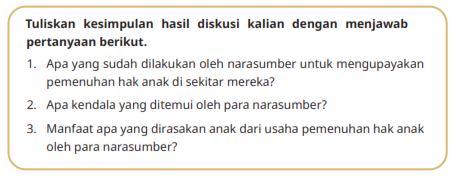 Tuliskan kesimpulan hasil diskusi kalian dengan menjawab
pertanyaan berikut.
1. Apa yang sudah dilakukan oleh narasumber untuk mengupayakan
pemenuhan hak anak di sekitar mereka?
2. Apa kendala yang ditemui oleh para narasumber?
3. Manfaat apa yang dirasakan anak dari usaha pemenuhan hak anak
oleh para narasumber?